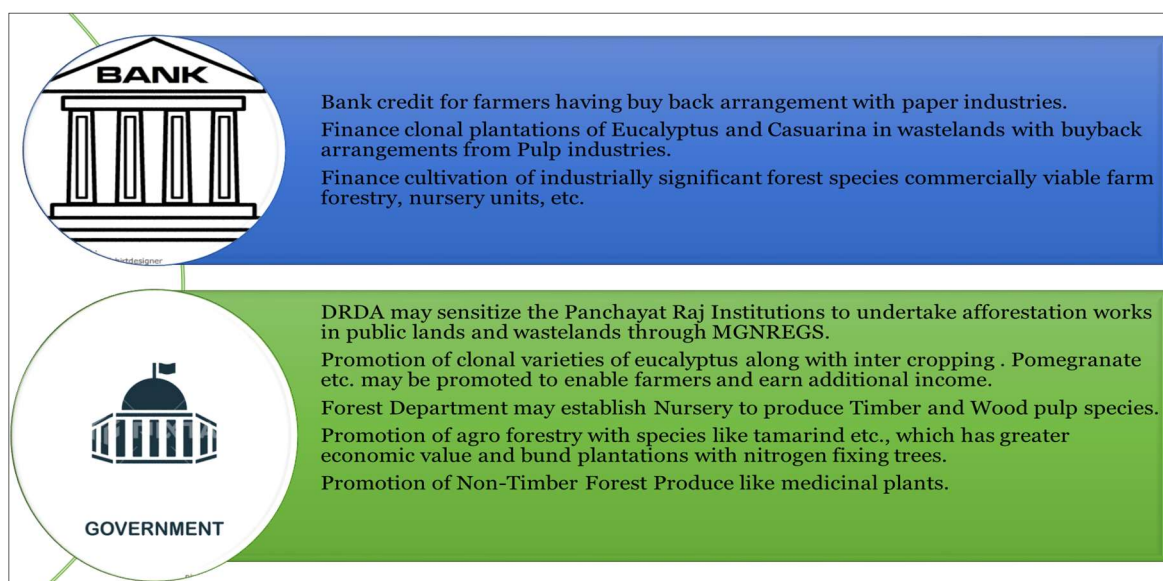 BANK
Bank credit for farmers having buy back arrangement with paper industries.
Finance clonal plantations of Eucalyptus and Casuarina in wastelands with buyback
arrangements from Pulp industries.
Finance cultivation of industrially significant forest species commercially viable farm
forestry, nursery units, etc.
DRDA may sensitize the Panchayat Raj Institutions to undertake afforestation works
in public lands and wastelands through MGNREGS.
Promotion of clonal varieties of eucalyptus along with inter cropping . Pomegranate
etc. may be promoted to enable farmers and earn additional income.
Forest Department may establish Nursery to produce Timber and Wood pulp species.
Promotion of agro forestry with species like tamarind etc., which has greater
economic value and bund plantations with nitrogen fixing trees.
Promotion of Non-Timber Forest Produce like medicinal plants.
GOVERNMENT